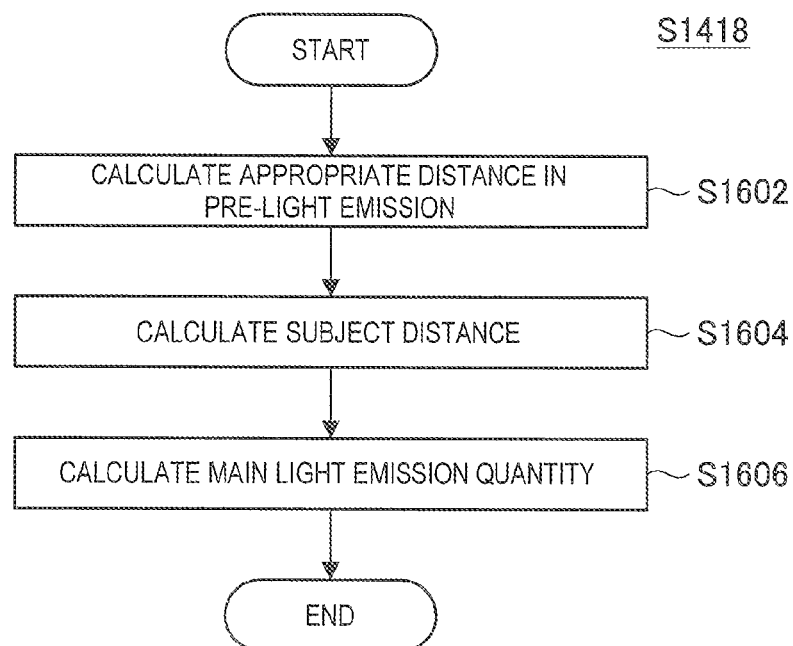 S1418
START
CALCULATE APPROPRIATE DISTANCE IN
PRE-LIGHT EMISSION
S1602
CALCULATE SUBJECT DISTANCE
S1604
CALCULATE MAIN LIGHT EMISSION QUANTITY
S1606
END